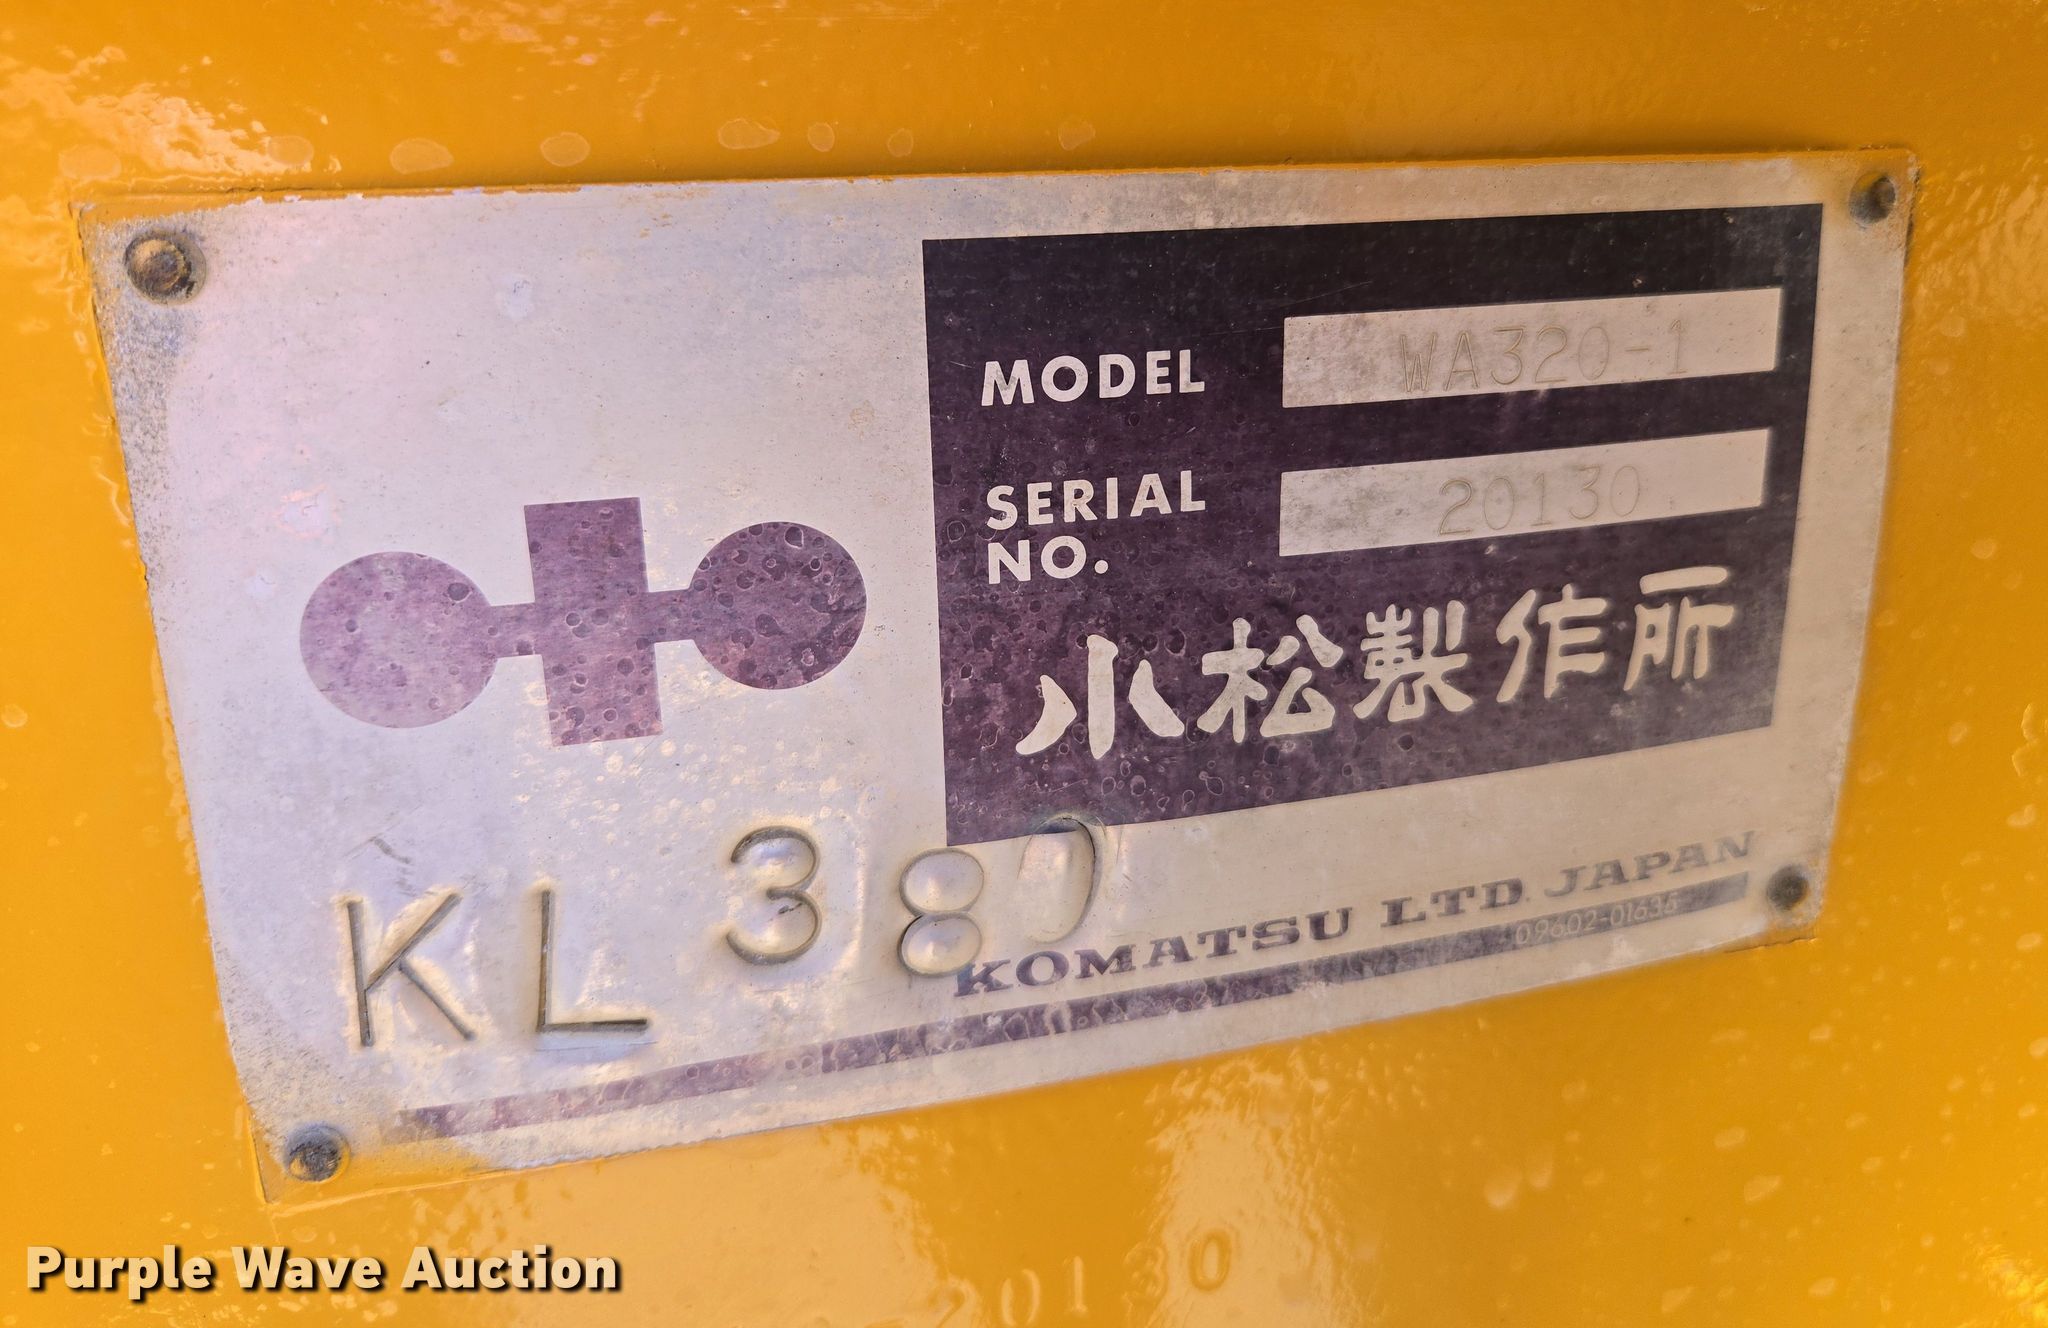 MODEL WA320-1
SERIAL NO. 20130
小松製作所
KL 380
KOMATSU LTD. JAPAN
09602-01635
20130
Purple Wave Auction